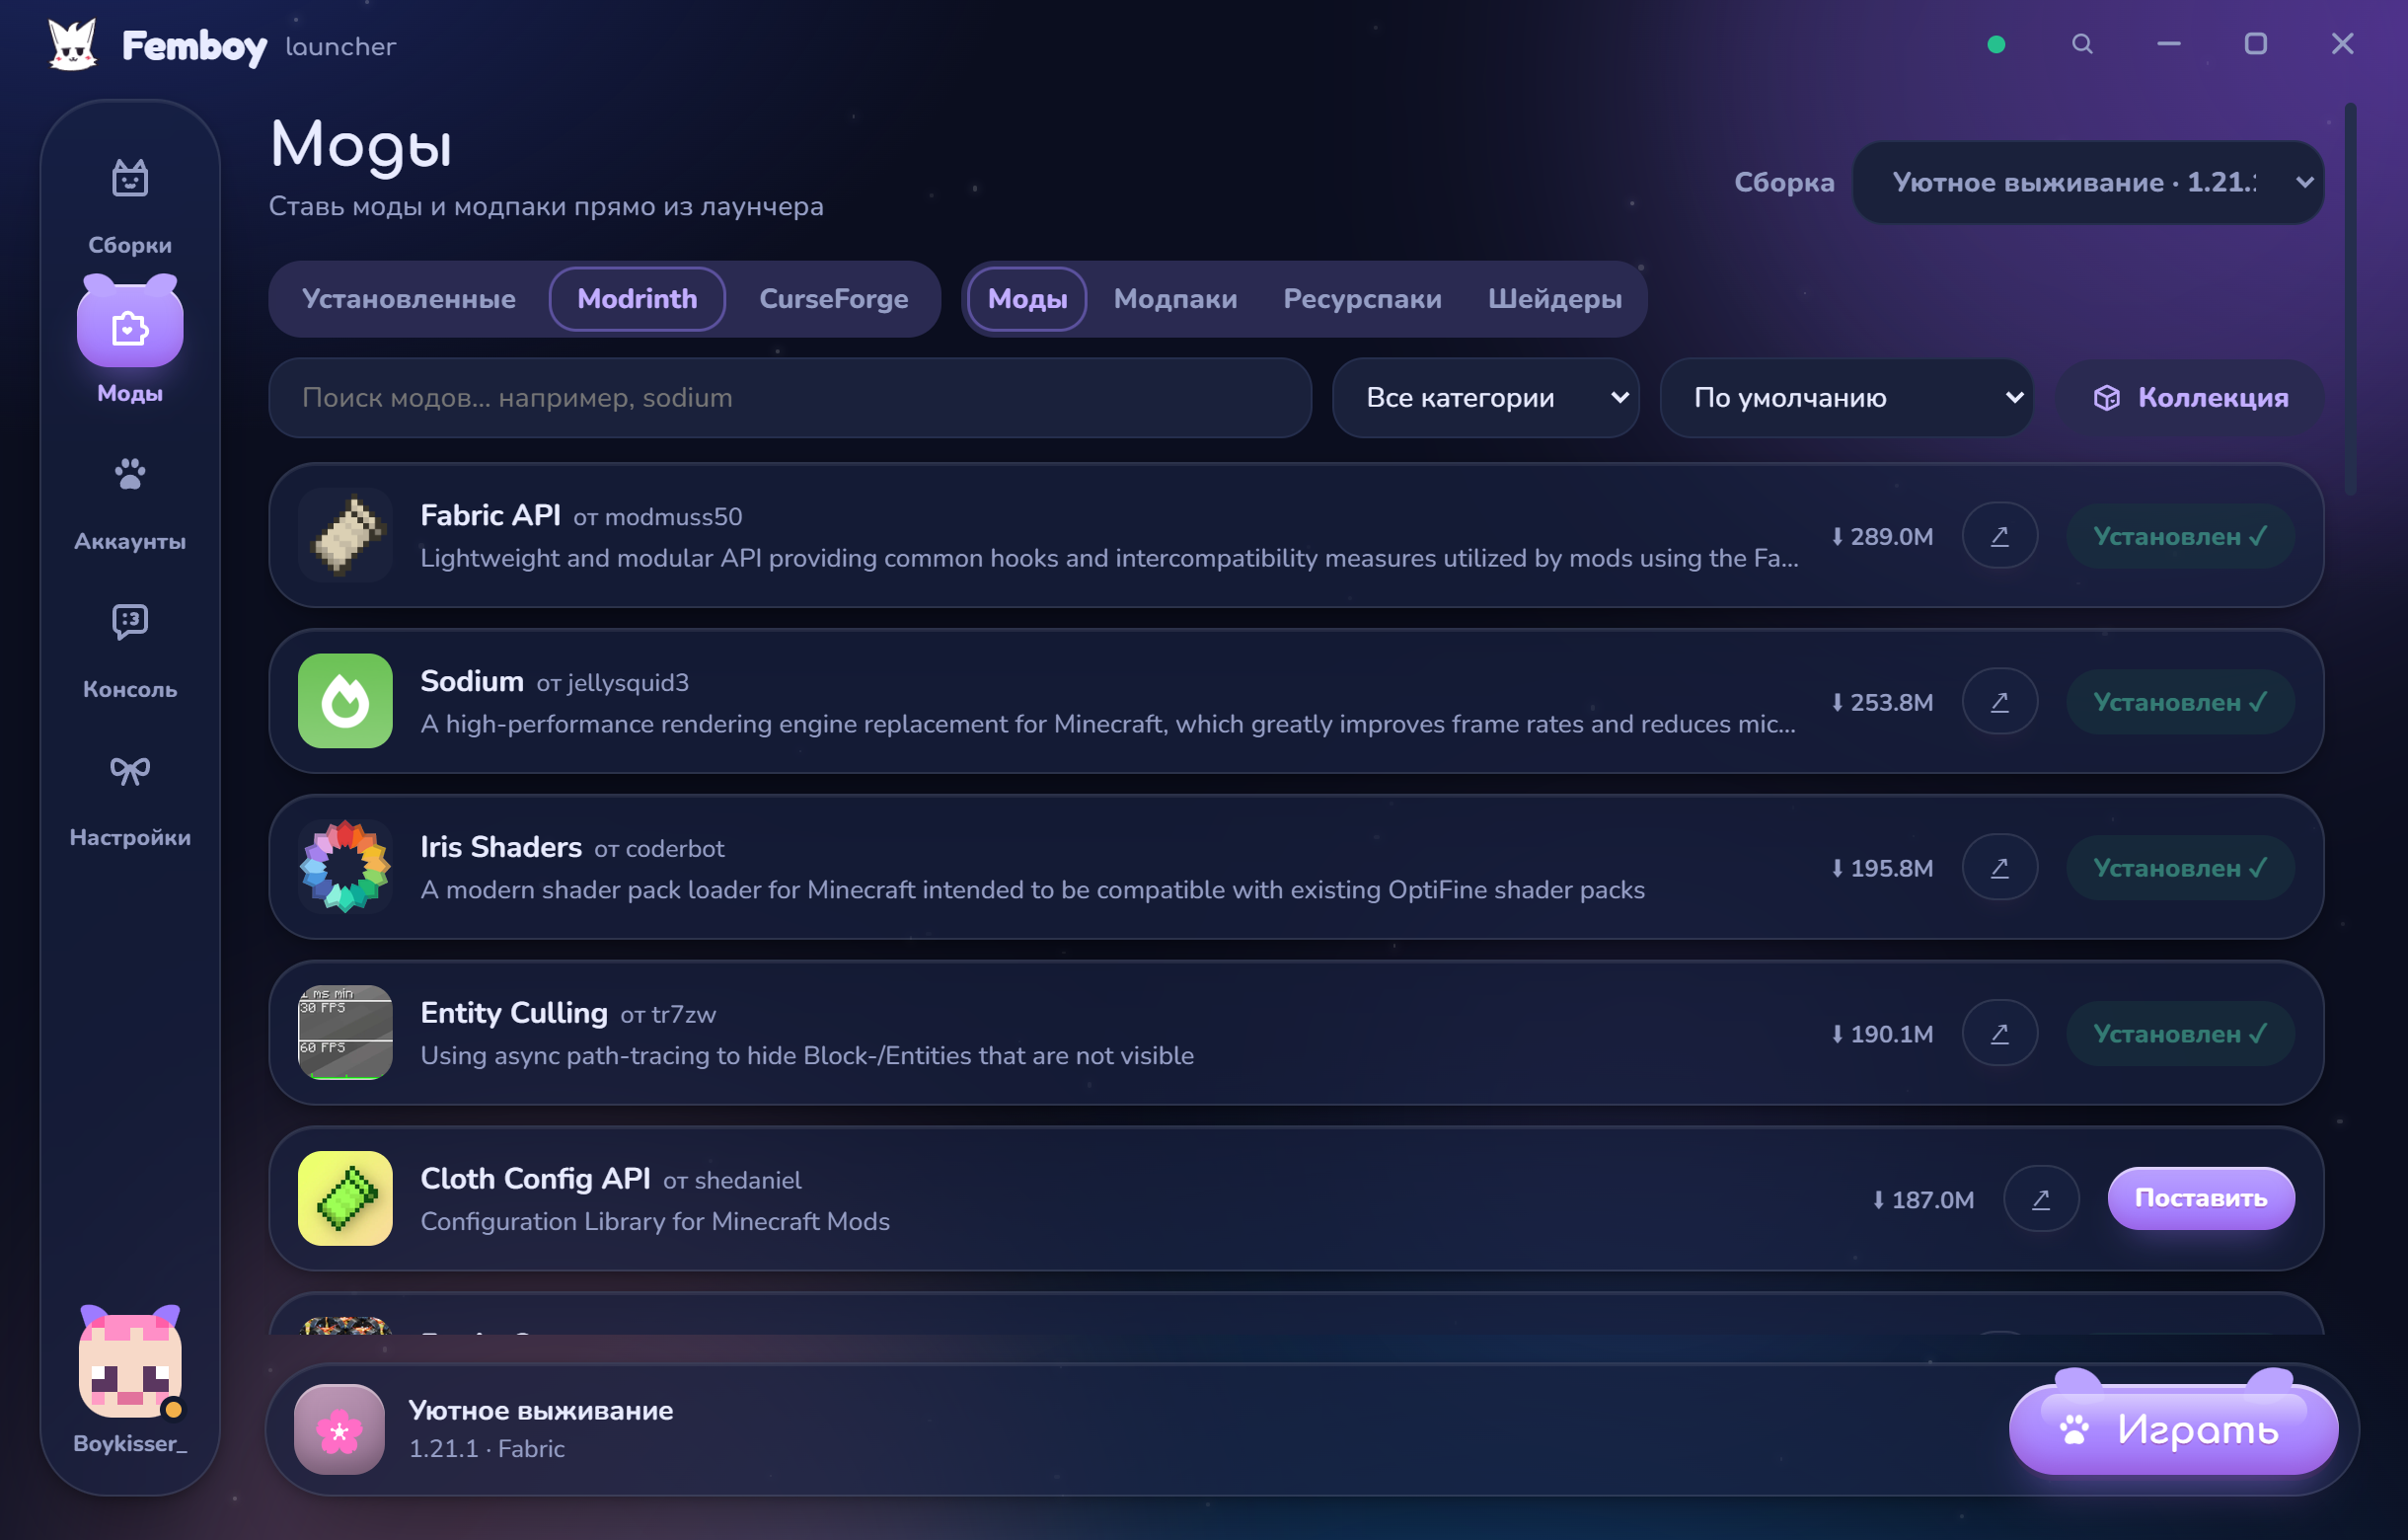 Femboy launcher
Моды
Ставь моды и модпаки прямо из лаунчера
Сборка
Уютное выживание · 1.21.
Сборки
Моды
Аккаунты
:3
Консоль
Настройки
Boykisser_
Установленные Modrinth CurseForge
Моды Модпаки Ресурспаки Шейдеры
Поиск модов... например, sodium
Все категории
По умолчанию
Коллекция
Fabric API от modmuss50
Lightweight and modular API providing common hooks and intercompatibility measures utilized by mods using the Fa...
⬇ 289.0M
Установлен ✓
Sodium от jellysquid3
A high-performance rendering engine replacement for Minecraft, which greatly improves frame rates and reduces mic...
⬇ 253.8M
Установлен ✓
Iris Shaders от coderbot
A modern shader pack loader for Minecraft intended to be compatible with existing OptiFine shader packs
⬇ 195.8M
Установлен ✓
ms min
30 FPS
60 FPS
Entity Culling от tr7zw
Using async path-tracing to hide Block-/Entities that are not visible
⬇ 190.1M
Установлен ✓
Cloth Config API от shedaniel
Configuration Library for Minecraft Mods
⬇ 187.0M
Поставить
Уютное выживание
1.21.1 · Fabric
Играть